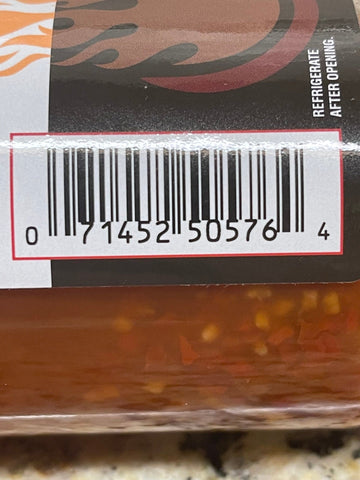 REFRIGERATE
AFTER OPENING.
0 71452 50576 4